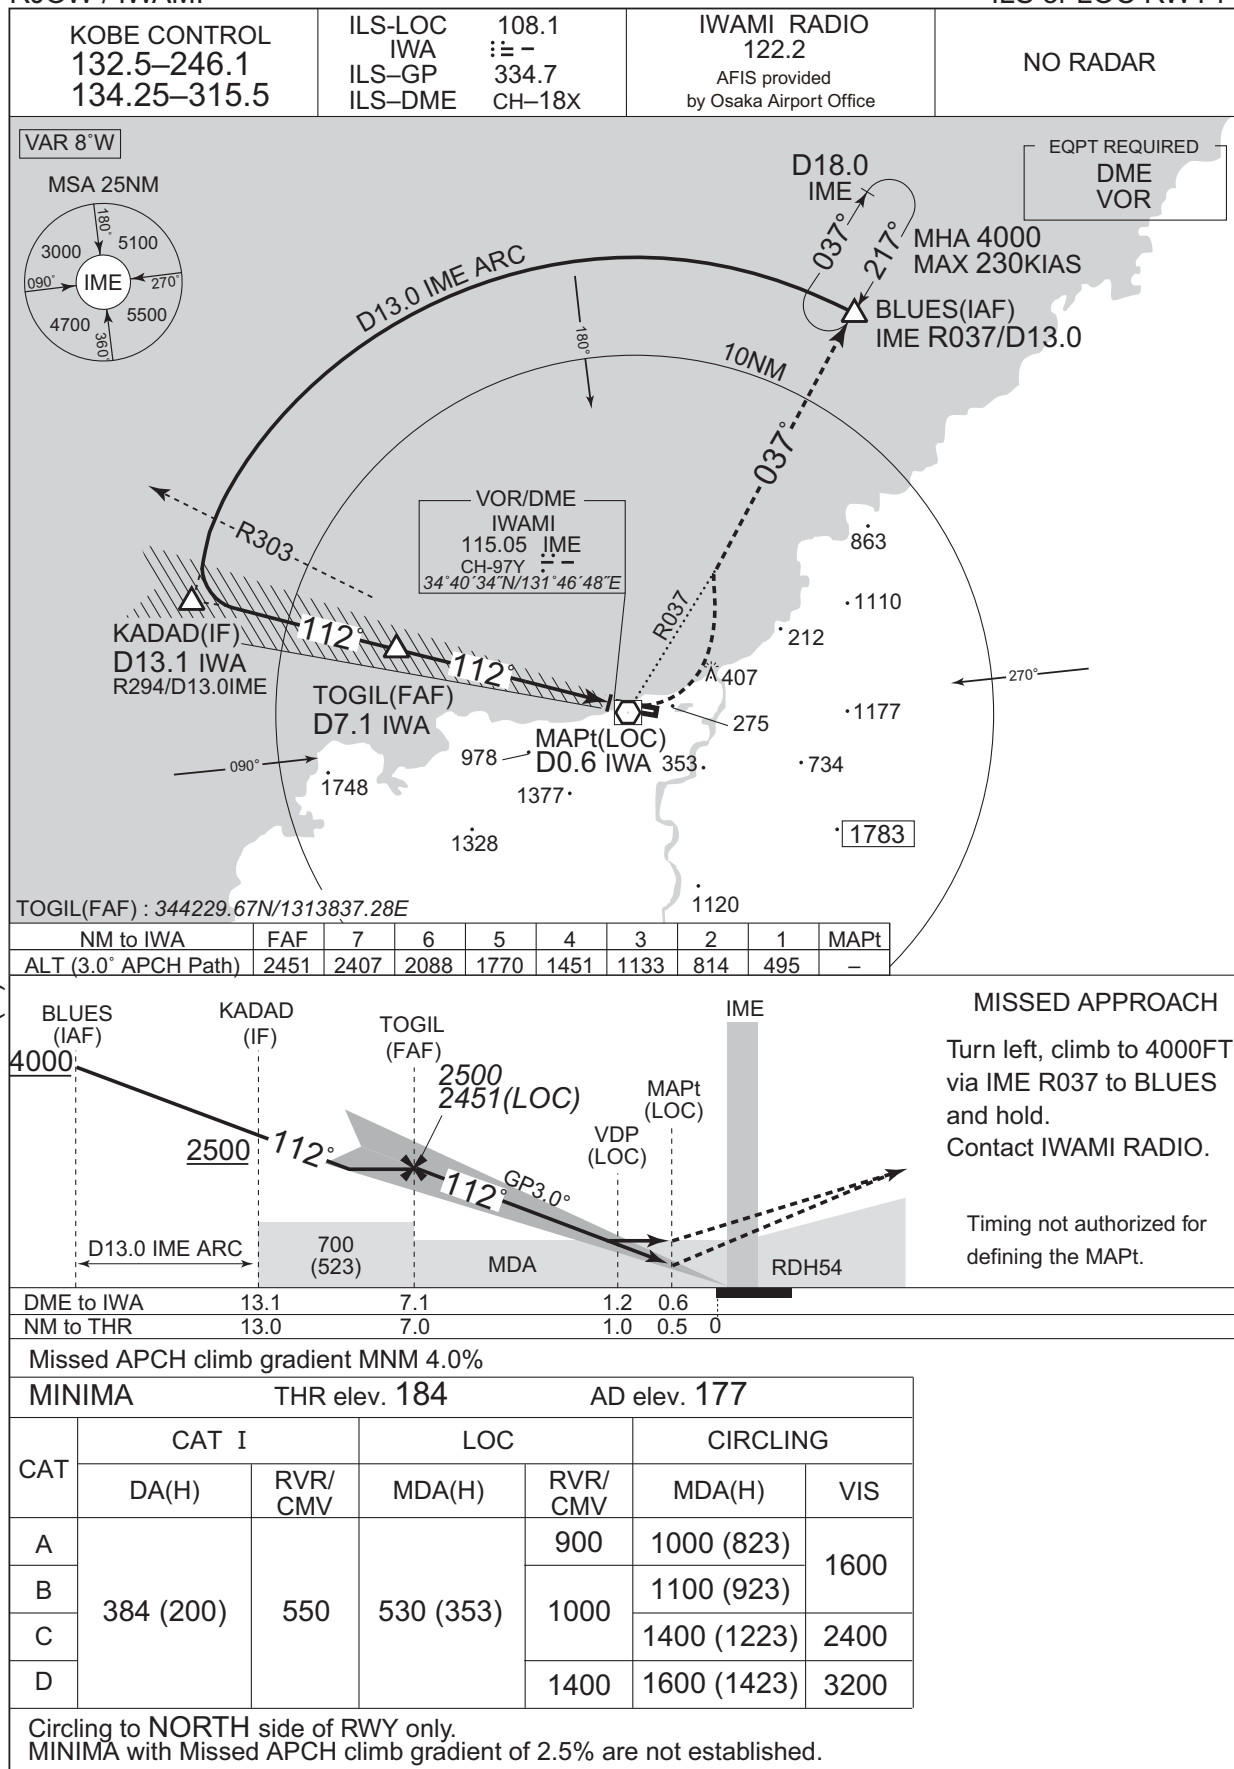 KOBE CONTROL
132.5–246.1
134.25–315.5
ILS-LOC 108.1
IWA
ILS–GP 334.7
ILS–DME CH–18X
IWAMI RADIO
122.2
AFIS provided
by Osaka Airport Office
NO RADAR
VAR 8°W
MSA 25NM
180°
3000
5100
090°
IME
270°
4700
5500
360°
EQPT REQUIRED
DME
VOR
D18.0
IME
037°
217°
MHA 4000
MAX 230KIAS
BLUES(IAF)
IME R037/D13.0
D13.0 IME ARC
180°
10NM
037°
R303
VOR/DME
IWAMI
115.05 IME
CH-97Y
34°40´34˝N/131°46´48˝E
R037
863
1110
212
407
270°
KADAD(IF)
D13.1 IWA
R294/D13.0IME
112°
112°
TOGIL(FAF)
D7.1 IWA
275
1177
MAPt(LOC)
D0.6 IWA
978
353
734
090°
1748
1377
1328
1783
1120
TOGIL(FAF) : 344229.67N/1313837.28E
NM to IWA FAF 7 6 5 4 3 2 1 MAPt
ALT (3.0° APCH Path) 2451 2407 2088 1770 1451 1133 814 495 –
BLUES
(IAF)
KADAD
(IF)
TOGIL
(FAF)
IME
4000
2500
2451(LOC)
MAPt
(LOC)
VDP
(LOC)
2500
112°
112°
GP3.0°
D13.0 IME ARC
700
(523)
MDA
RDH54
MISSED APPROACH
Turn left, climb to 4000FT
via IME R037 to BLUES
and hold.
Contact IWAMI RADIO.
Timing not authorized for
defining the MAPt.
DME to IWA 13.1 7.1 1.2 0.6
NM to THR 13.0 7.0 1.0 0.5 0
Missed APCH climb gradient MNM 4.0%
MINIMA THR elev. 184 AD elev. 177
CAT CAT I LOC CIRCLING
DA(H) RVR/CMV MDA(H) RVR/CMV MDA(H) VIS
A 384 (200) 550 530 (353) 900 1000 (823) 1600
B 1000 1100 (923)
C 1400 (1223) 2400
D 1400 1600 (1423) 3200
Circling to NORTH side of RWY only.
MINIMA with Missed APCH climb gradient of 2.5% are not established.